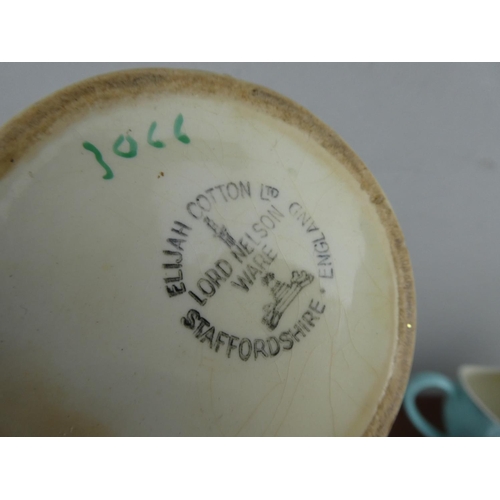 3066
ELIJAH COTTON LTD
LORD NELSON
WARE
STAFFORDSHIRE • ENGLAND